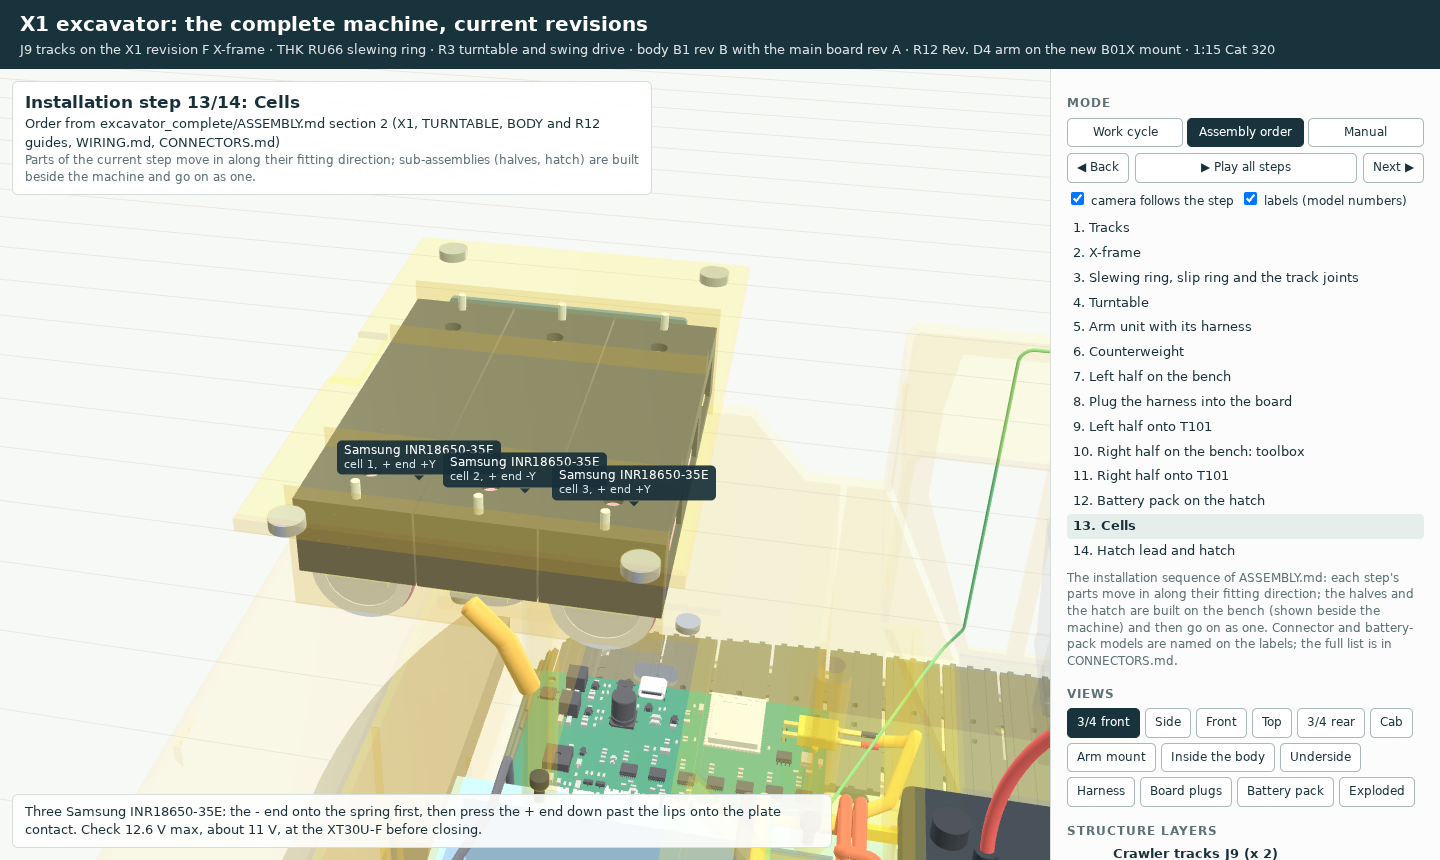 X1 excavator: the complete machine, current revisions
J9 tracks on the X1 revision F X-frame · THK RU66 slewing ring · R3 turntable and swing drive · body B1 rev B with the main board rev A · R12 Rev. D4 arm on the new B01X mount · 1:15 Cat 320
Installation step 13/14: Cells
Order from excavator_complete/ASSEMBLY.md section 2 (X1, TURNTABLE, BODY and R12
guides, WIRING.md, CONNECTORS.md)
Parts of the current step move in along their fitting direction; sub-assemblies (halves, hatch) are built
beside the machine and go on as one.
Samsung INR18650-35E
cell 1, + end +Y
Samsung INR18650-35E
cell 2, + end -Y
Samsung INR18650-35E
cell 3, + end +Y
Three Samsung INR18650-35E: the - end onto the spring first, then press the + end down past the lips onto the plate
contact. Check 12.6 V max, about 11 V, at the XT30U-F before closing.
MODE
Work cycle
Assembly order
Manual
◀ Back
▶ Play all steps
Next ▶
camera follows the step
labels (model numbers)
1. Tracks
2. X-frame
3. Slewing ring, slip ring and the track joints
4. Turntable
5. Arm unit with its harness
6. Counterweight
7. Left half on the bench
8. Plug the harness into the board
9. Left half onto T101
10. Right half on the bench: toolbox
11. Right half onto T101
12. Battery pack on the hatch
13. Cells
14. Hatch lead and hatch
The installation sequence of ASSEMBLY.md: each step's
parts move in along their fitting direction; the halves and
the hatch are built on the bench (shown beside the
machine) and then go on as one. Connector and battery-
pack models are named on the labels; the full list is in
CONNECTORS.md.
VIEWS
3/4 front
Side
Front
Top
3/4 rear
Cab
Arm mount
Inside the body
Underside
Harness
Board plugs
Battery pack
Exploded
STRUCTURE LAYERS
Crawler tracks J9 (x 2)